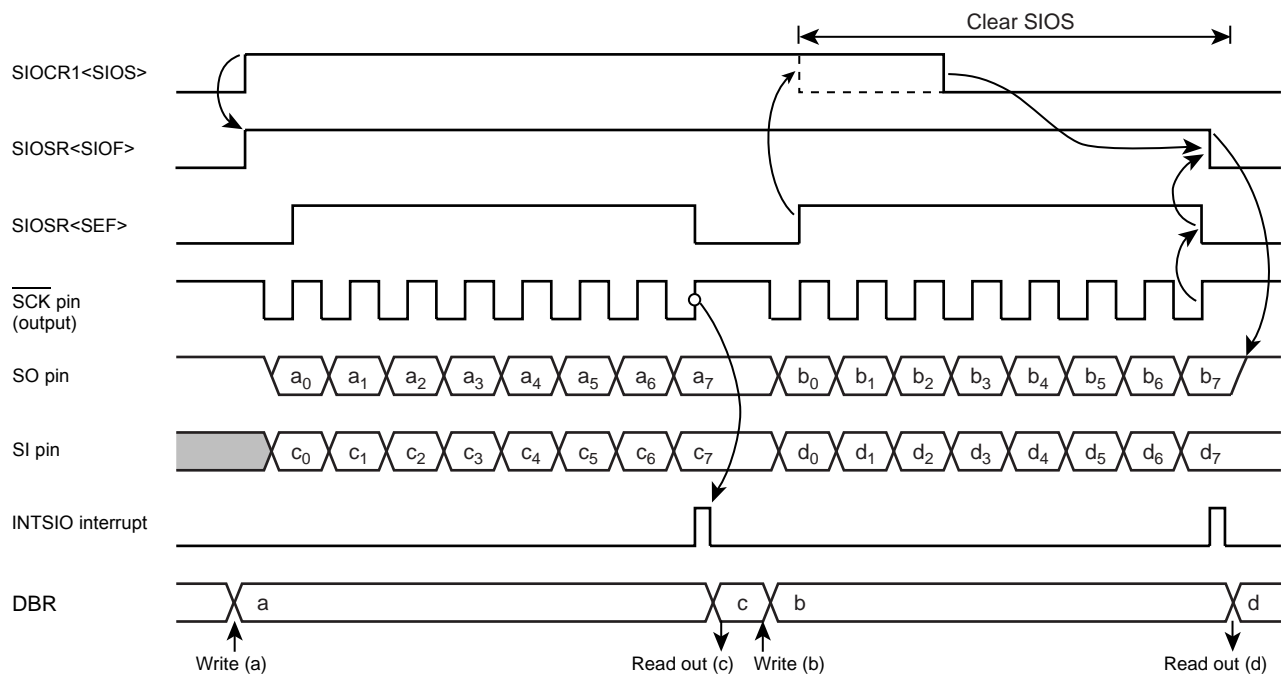 Clear SIOS
SIOCR1<SIOS>
SIOSR<SIOF>
SIOSR<SEF>
SCK pin
(output)
SO pin a0 a1 a2 a3 a4 a5 a6 a7 b0 b1 b2 b3 b4 b5 b6 b7
SI pin c0 c1 c2 c3 c4 c5 c6 c7 d0 d1 d2 d3 d4 d5 d6 d7
INTSIO interrupt
DBR a c b d
Write (a) Read out (c) Write (b) Read out (d)